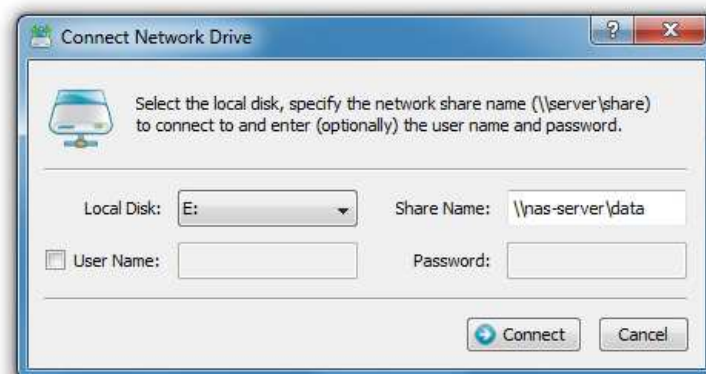 Connect Network Drive
Select the local disk, specify the network share name (\\server\share)
to connect to and enter (optionally) the user name and password.
Local Disk: E: Share Name: \\nas-server\data
User Name: Password:
Connect Cancel